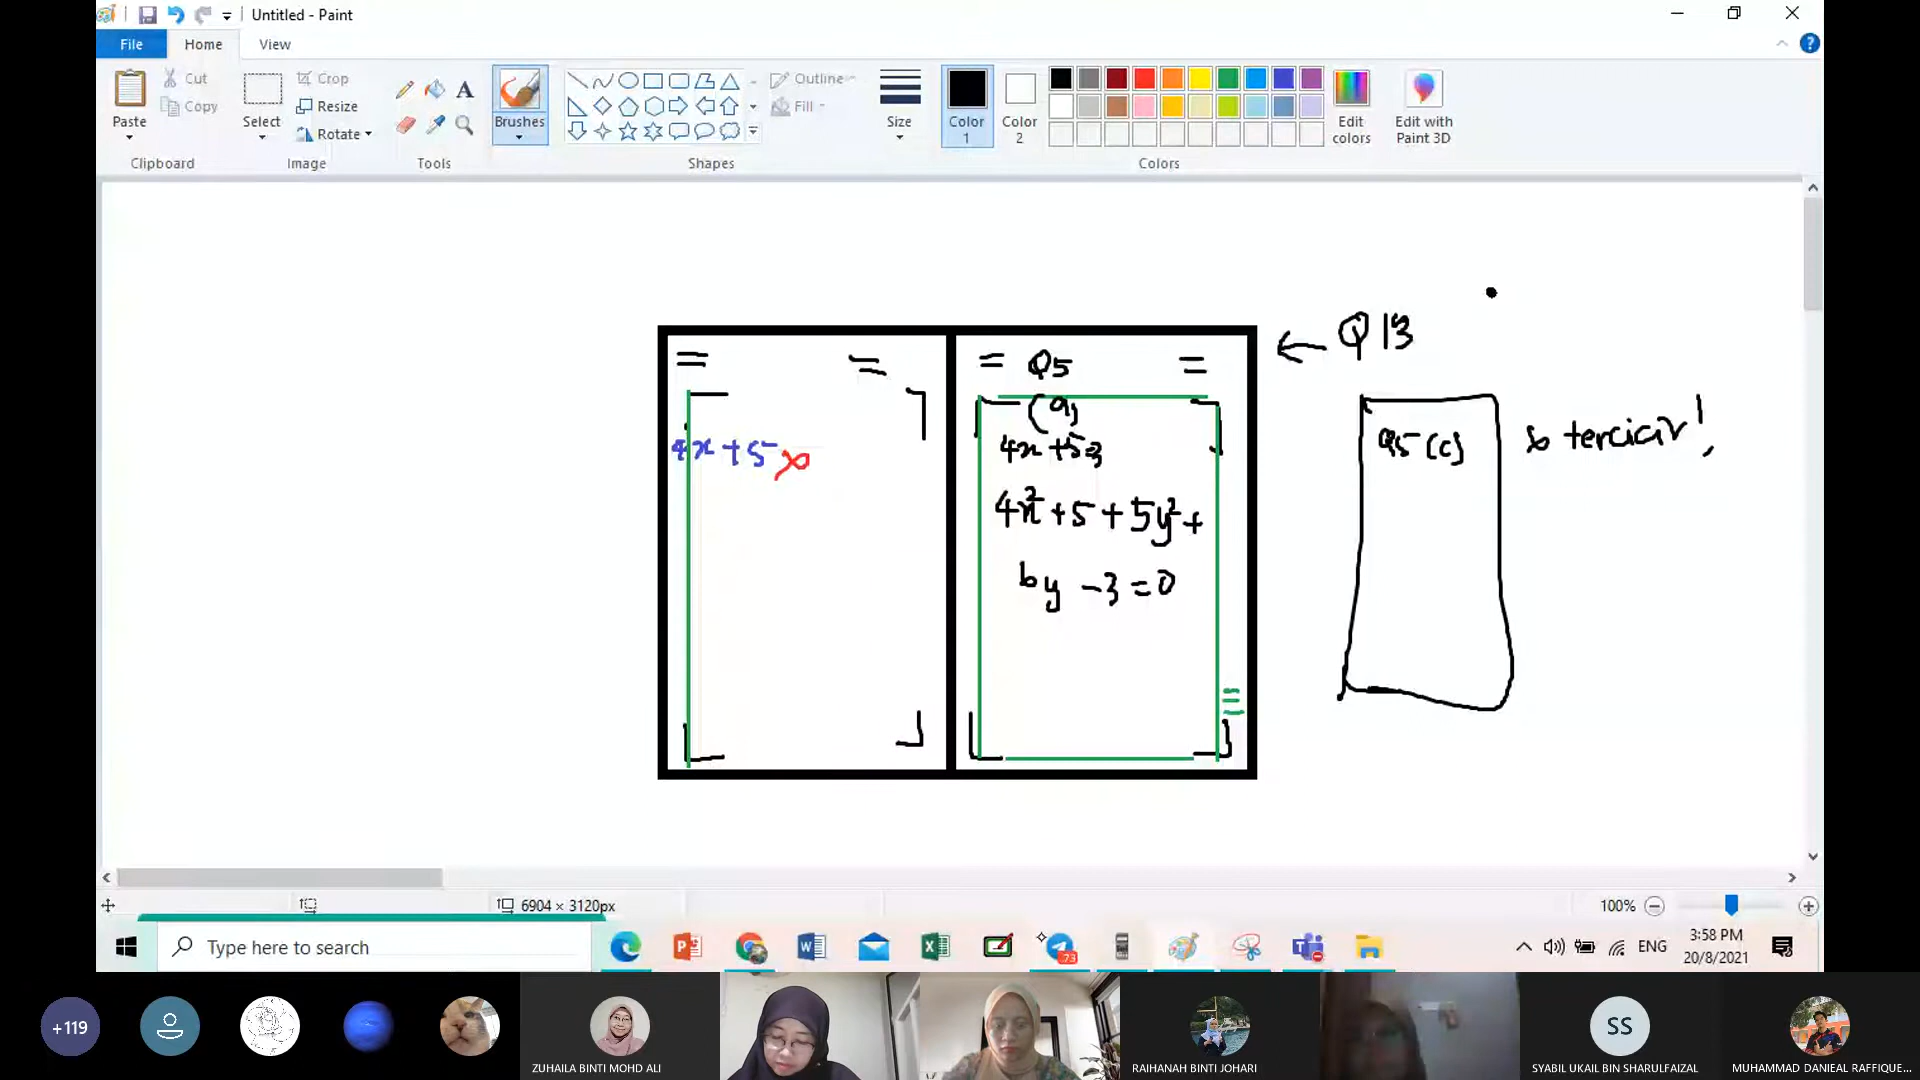 Untitled - Paint
File Home View
Paste
Cut
Copy
Clipboard
Select
Crop
Resize
Rotate
Image
Tools
Brushes
Shapes
Outline
Fill
Size
Color 1
Color 2
Colors
Edit colors
Edit with Paint 3D
= = = Q5 =
← Q13
(a)
4x + 5
4x + 5
Q5 (c)
4x² + 5 + 5y² +
by - 3 = 0
100%
6904 × 3120px
Type here to search
73
ENG
3:58 PM
20/8/2021
+119
ZUHAILA BINTI MOHD ALI
RAIHANAH BINTI JOHARI
SS
SYABIL UKAIL BIN SHARULFAIZAL
MUHAMMAD DANIEAL RAFFIQUE...